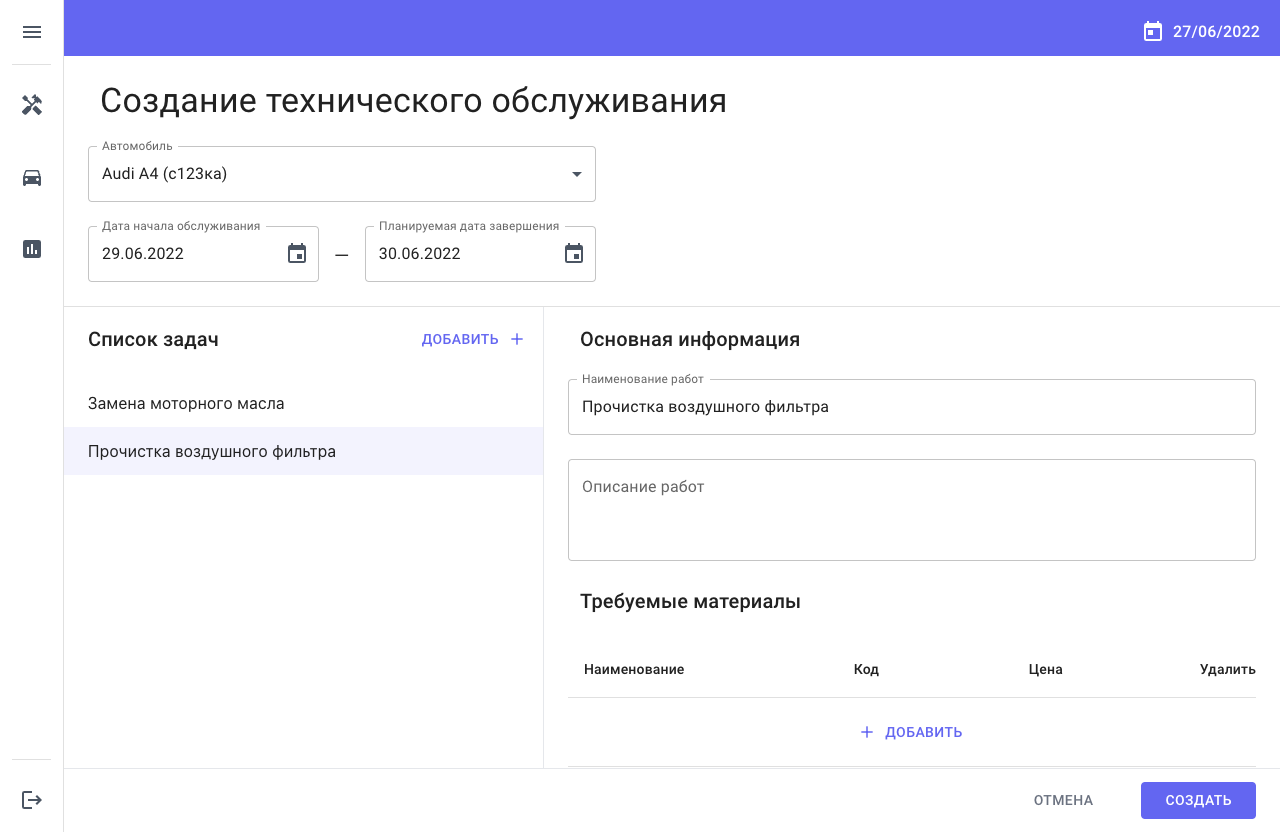 27/06/2022
Создание технического обслуживания
Автомобиль
Audi A4 (с123ка)
Дата начала обслуживания
29.06.2022
—
Планируемая дата завершения
30.06.2022
Список задач
ДОБАВИТЬ +
Замена моторного масла
Прочистка воздушного фильтра
Основная информация
Наименование работ
Прочистка воздушного фильтра
Описание работ
Требуемые материалы
Наименование Код Цена Удалить
+ ДОБАВИТЬ
ОТМЕНА СОЗДАТЬ